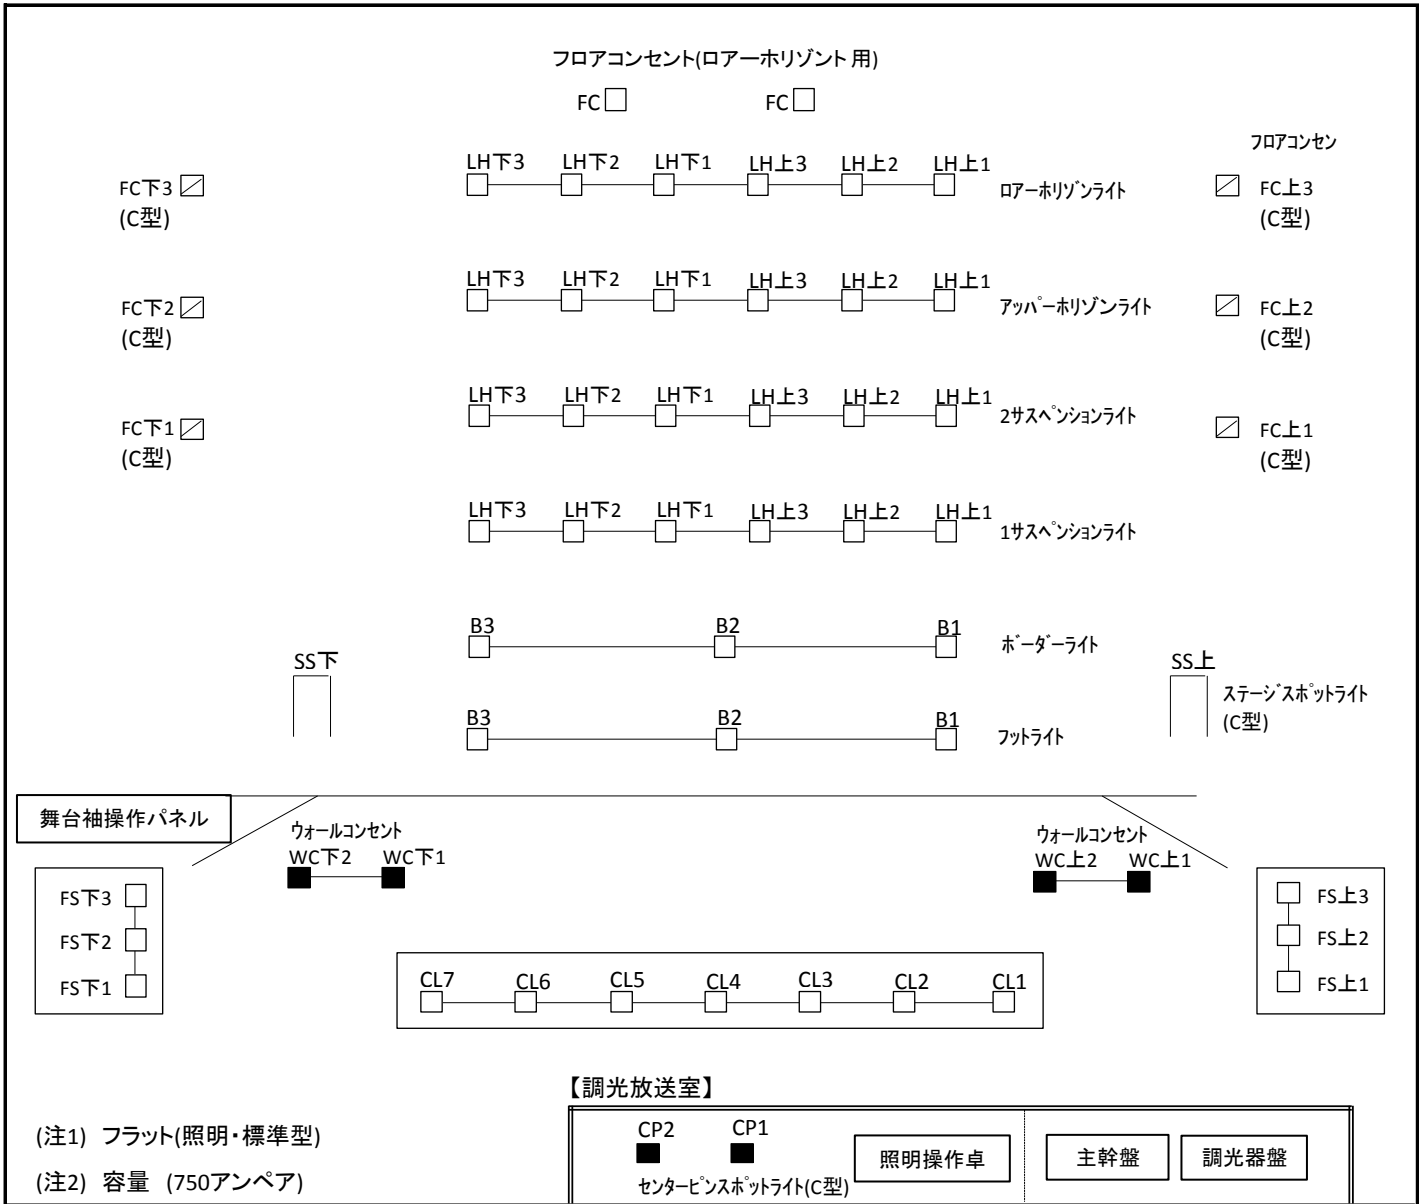 フロアコンセント(ロアーホリゾント 用)
FC FC
フロアコンセン
LH下3 LH下2 LH下1 LH上3 LH上2 LH上1
ロアーホリゾンライト
FC下3
(C型)
FC上3
(C型)
LH下3 LH下2 LH下1 LH上3 LH上2 LH上1
アッパーホリゾンライト
FC下2
(C型)
FC上2
(C型)
LH下3 LH下2 LH下1 LH上3 LH上2 LH上1
2サスペンションライト
FC下1
(C型)
FC上1
(C型)
LH下3 LH下2 LH下1 LH上3 LH上2 LH上1
1サスペンションライト
B3 B2 B1
ボーダーライト
SS下
SS上
ステージスポットライト
(C型)
B3 B2 B1
フットライト
舞台袖操作パネル
ウォールコンセント
WC下2 WC下1
ウォールコンセント
WC上2 WC上1
FS下3
FS下2
FS下1
FS上3
FS上2
FS上1
CL7 CL6 CL5 CL4 CL3 CL2 CL1
【調光放送室】
(注1) フラット(照明・標準型)
(注2) 容量 (750アンペア)
CP2 CP1
センターピンスポットライト(C型)
照明操作卓
主幹盤
調光器盤